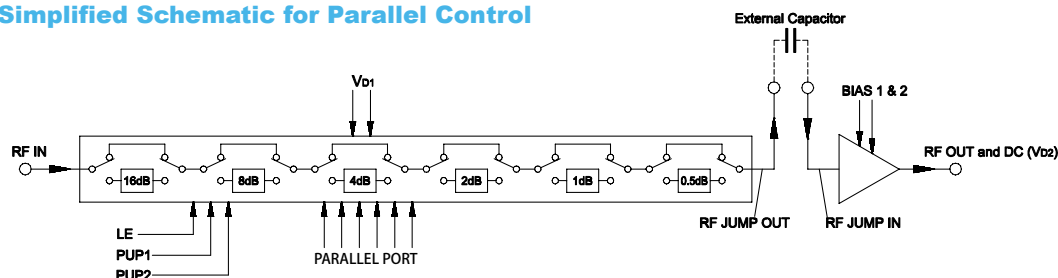 Simplified Schematic for Parallel Control
External Capacitor
VD1
BIAS 1 & 2
RF IN
RF OUT and DC (VD2)
16dB
8dB
4dB
2dB
1dB
0.5dB
RF JUMP OUT
RF JUMP IN
LE
PUP1
PUP2
PARALLEL PORT